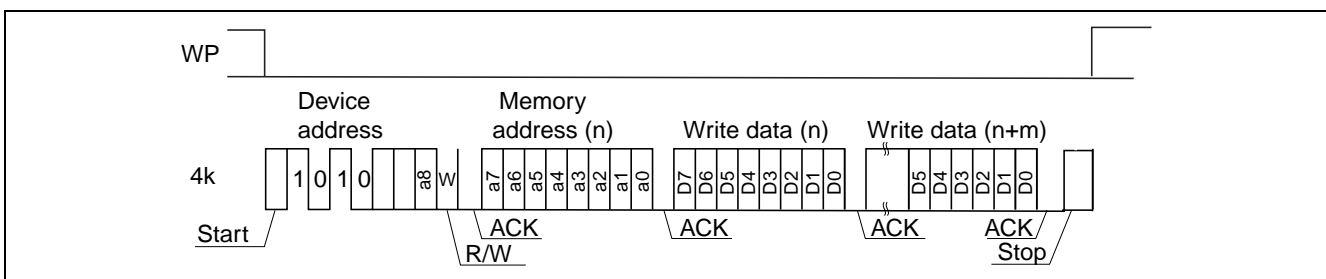 WP
Device address
Memory address (n)
Write data (n)
Write data (n+m)
4k
1 0 1 0 a8 W
a7 a6 a5 a4 a3 a2 a1 a0
D7 D6 D5 D4 D3 D2 D1 D0
D5 D4 D3 D2 D1 D0
Start
R/W
ACK
ACK
ACK
ACK
Stop